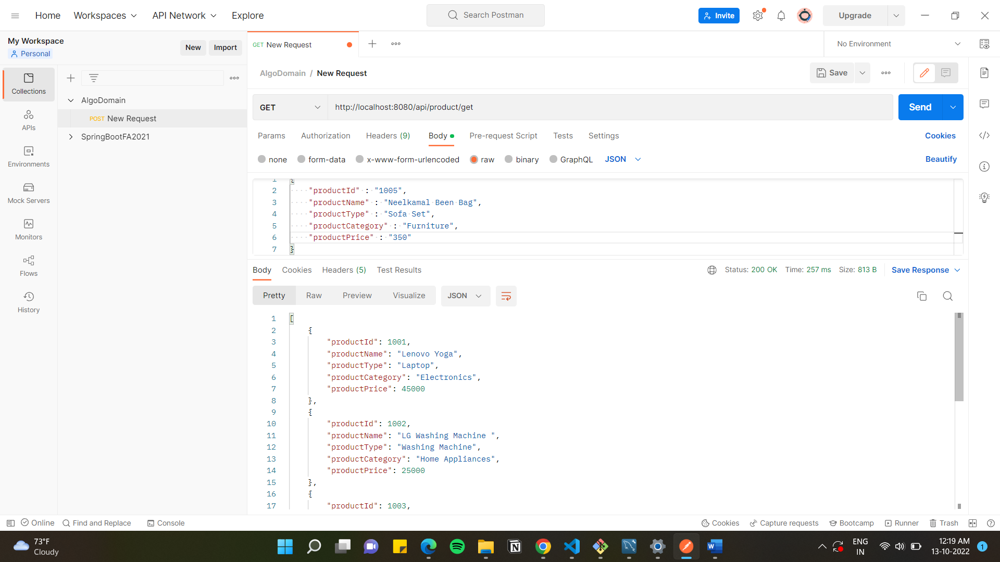 Home Workspaces API Network Explore Search Postman Invite Upgrade
My Workspace
Personal
New Import
GET New Request
No Environment
AlgoDomain / New Request
Save
Collections
APIs
Environments
Mock Servers
Monitors
Flows
History
AlgoDomain
POST New Request
SpringBootFA2021
GET http://localhost:8080/api/product/get Send
Params Authorization Headers (9) Body Pre-request Script Tests Settings Cookies
none form-data x-www-form-urlencoded raw binary GraphQL JSON Beautify
1 {
2 "productId" : "1005",
3 "productName" : "Neelkamal Been Bag",
4 "productType" : "Sofa Set",
5 "productCategory" : "Furniture",
6 "productPrice" : "350"
7 }
Body Cookies Headers (5) Test Results Status: 200 OK Time: 257 ms Size: 813 B Save Response
Pretty Raw Preview Visualize JSON
1 [
2 {
3 "productId": 1001,
4 "productName": "Lenovo Yoga",
5 "productType": "Laptop",
6 "productCategory": "Electronics",
7 "productPrice": 45000
8 },
9 {
10 "productId": 1002,
11 "productName": "LG Washing Machine ",
12 "productType": "Washing Machine",
13 "productCategory": "Home Appliances",
14 "productPrice": 25000
15 },
16 {
17 "productId": 1003,
Online Find and Replace Console Cookies Capture requests Bootcamp Runner Trash
73°F
Cloudy
ENG
IN
12:19 AM
13-10-2022
1